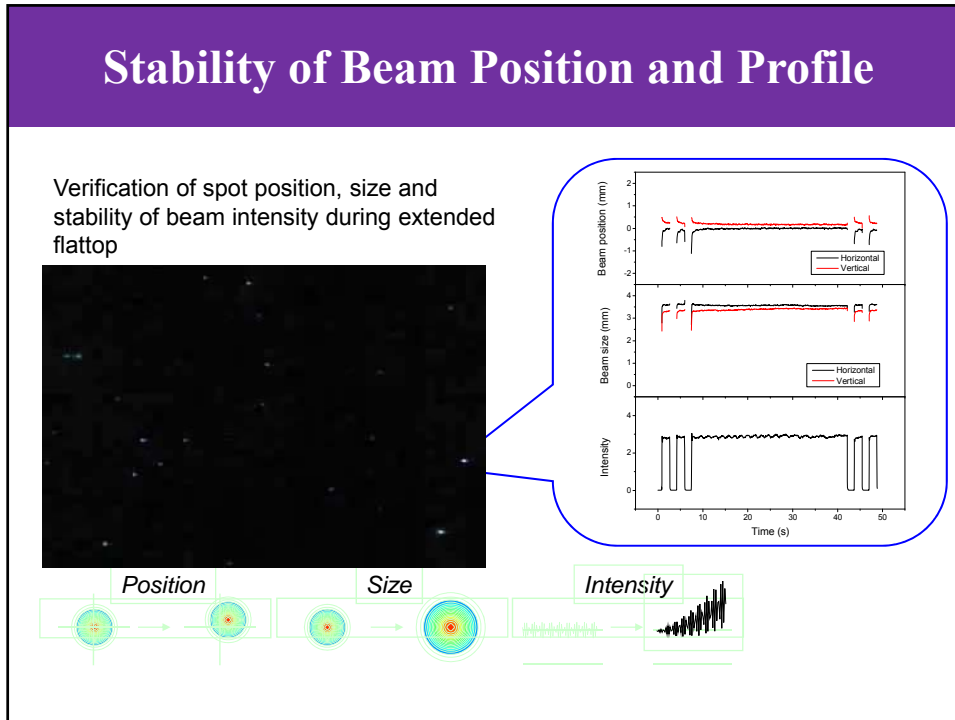 Stability of Beam Position and Profile
Verification of spot position, size and
stability of beam intensity during extended
flattop
Beam position (mm)
2
1
0
-1
-2
Horizontal
Vertical
Beam size (mm)
4
3
2
1
0
Horizontal
Vertical
Intensity
4
2
0
0 10 20 30 40 50
Time (s)
Position Size Intensity